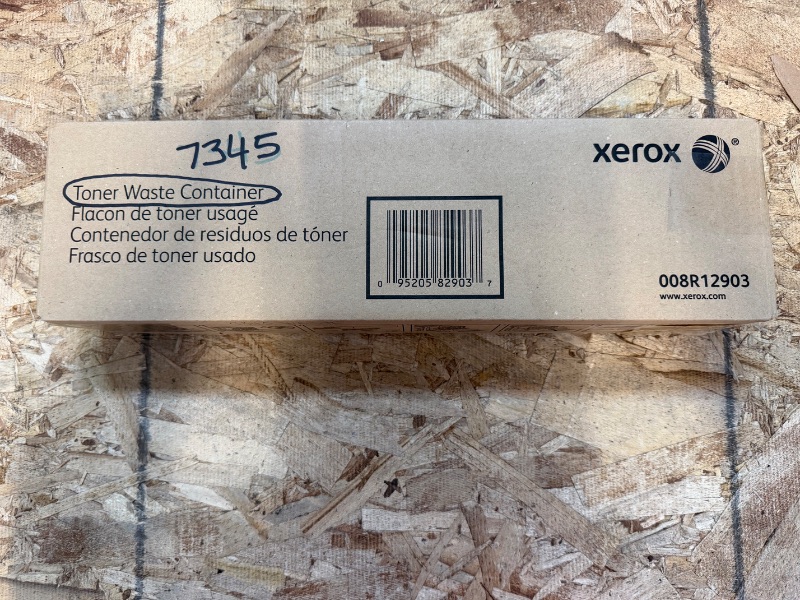 7345
xerox ®
Toner Waste Container
Flacon de toner usagé
Contenedor de residuos de tóner
Frasco de toner usado
0 95205 82903 7
008R12903
www.xerox.com